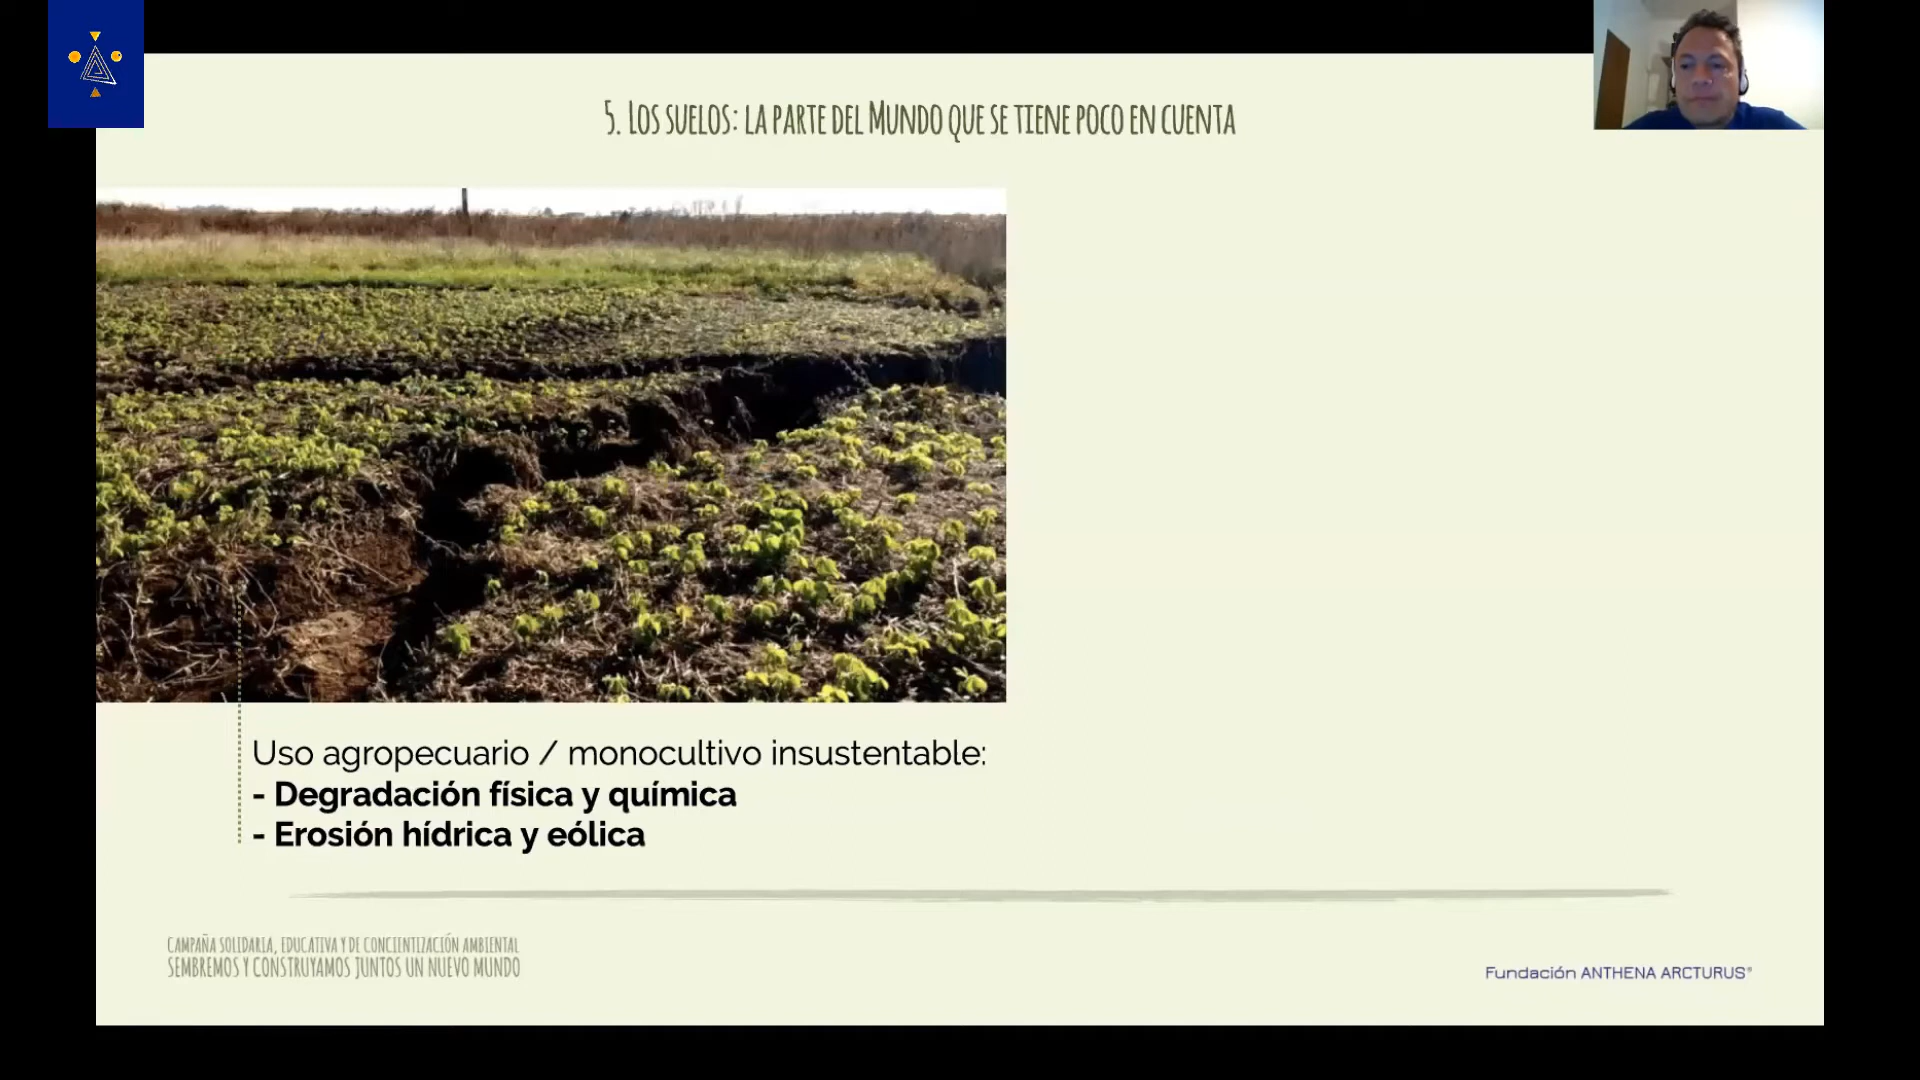 5. Los suelos: la parte del Mundo que se tiene poco en cuenta
Uso agropecuario / monocultivo insustentable:
- Degradación física y química
- Erosión hídrica y eólica
CAMPAÑA SOLIDARIA, EDUCATIVA Y DE CONCIENTIZACIÓN AMBIENTAL
SEMBREMOS Y CONSTRUYAMOS JUNTOS UN NUEVO MUNDO
Fundación ANTHENA ARCTURUS®